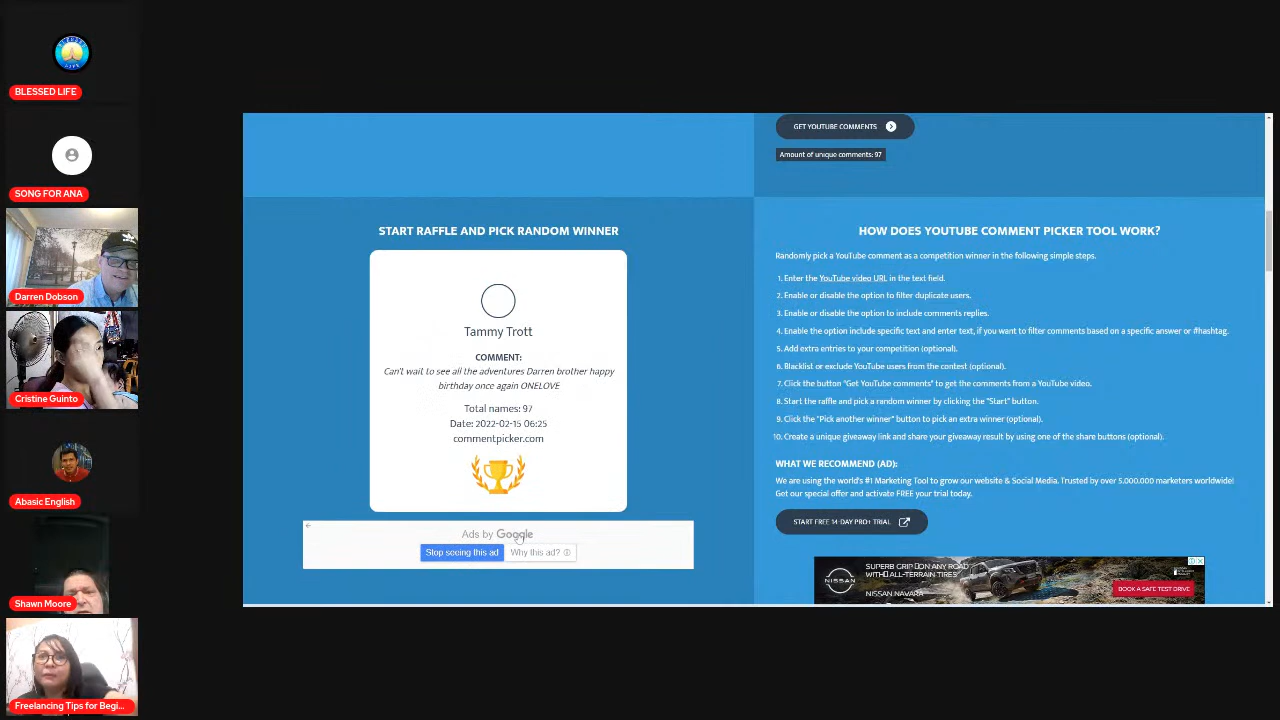 BLESSED LIFE
SONG FOR ANA
Darren Dobson
Cristine Guinto
Abasic English
Shawn Moore
Freelancing Tips for Begi...
GET YOUTUBE COMMENTS
Amount of unique comments: 97
START RAFFLE AND PICK RANDOM WINNER
Tammy Trott
COMMENT:
Can't wait to see all the adventures Darren brother happy
birthday once again ONELOVE
Total names: 97
Date: 2022-02-15 06:25
commentpicker.com
Ads by Google
Stop seeing this ad
Why this ad?
HOW DOES YOUTUBE COMMENT PICKER TOOL WORK?
Randomly pick a YouTube comment as a competition winner in the following simple steps.
1. Enter the YouTube video URL in the text field.
2. Enable or disable the option to filter duplicate users.
3. Enable or disable the option to include comments replies.
4. Enable the option include specific text and enter text, if you want to filter comments based on a specific answer or #hashtag.
5. Add extra entries to your competition (optional).
6. Blacklist or exclude YouTube users from the contest (optional).
7. Click the button "Get YouTube comments" to get the comments from a YouTube video.
8. Start the raffle and pick a random winner by clicking the "Start" button.
9. Click the "Pick another winner" button to pick an extra winner (optional).
10. Create a unique giveaway link and share your giveaway result by using one of the share buttons (optional).
WHAT WE RECOMMEND (AD):
We are using the world's #1 Marketing Tool to grow our website & Social Media. Trusted by over 5.000.000 marketers worldwide!
Get our special offer and activate FREE your trial today.
START FREE 14-DAY PRO+ TRIAL
SUPERB GRIP ON ANY ROAD
WITH ALL-TERRAIN TIRES
NISSAN NAVARA
BOOK A SAFE TEST DRIVE